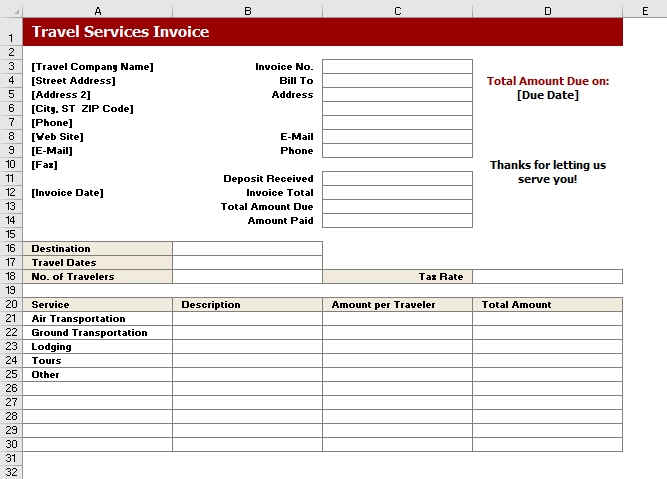 A B C D E
1 Travel Services Invoice
2
3 [Travel Company Name] Invoice No.
4 [Street Address] Bill To Total Amount Due on:
5 [Address 2] Address [Due Date]
6 [City, ST ZIP Code]
7 [Phone]
8 [Web Site] E-Mail
9 [E-Mail] Phone
10 [Fax] Thanks for letting us
11 Deposit Received serve you!
12 [Invoice Date] Invoice Total
13 Total Amount Due
14 Amount Paid
15
16 Destination
17 Travel Dates
18 No. of Travelers Tax Rate
19
20 Service Description Amount per Traveler Total Amount
21 Air Transportation
22 Ground Transportation
23 Lodging
24 Tours
25 Other
26
27
28
29
30
31
32